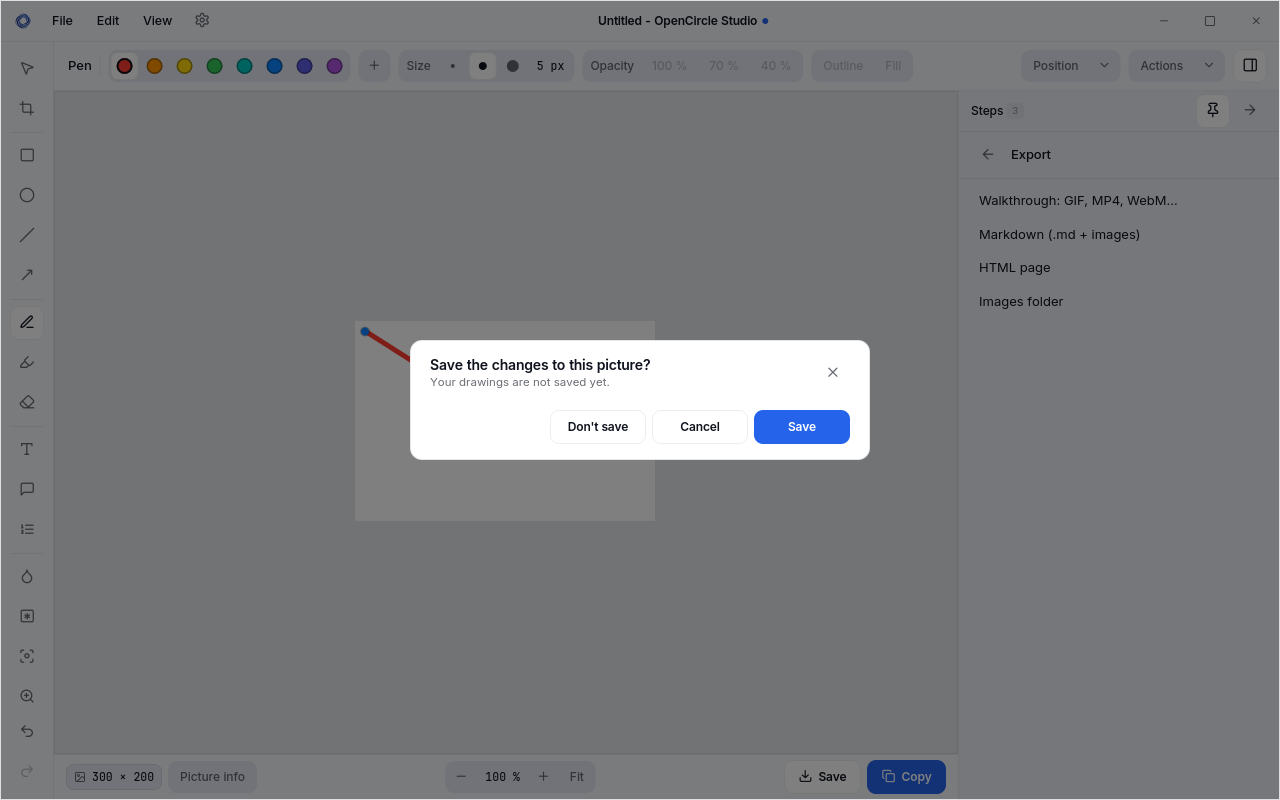 File Edit View
Untitled - OpenCircle Studio
Pen
Size 5 px
Opacity 100 % 70 % 40 %
Outline Fill
Position
Actions
Steps 3
Export
Walkthrough: GIF, MP4, WebM...
Markdown (.md + images)
HTML page
Images folder
Save the changes to this picture?
Your drawings are not saved yet.
Don't save Cancel Save
300 × 200
Picture info
100 %
Fit
Save
Copy